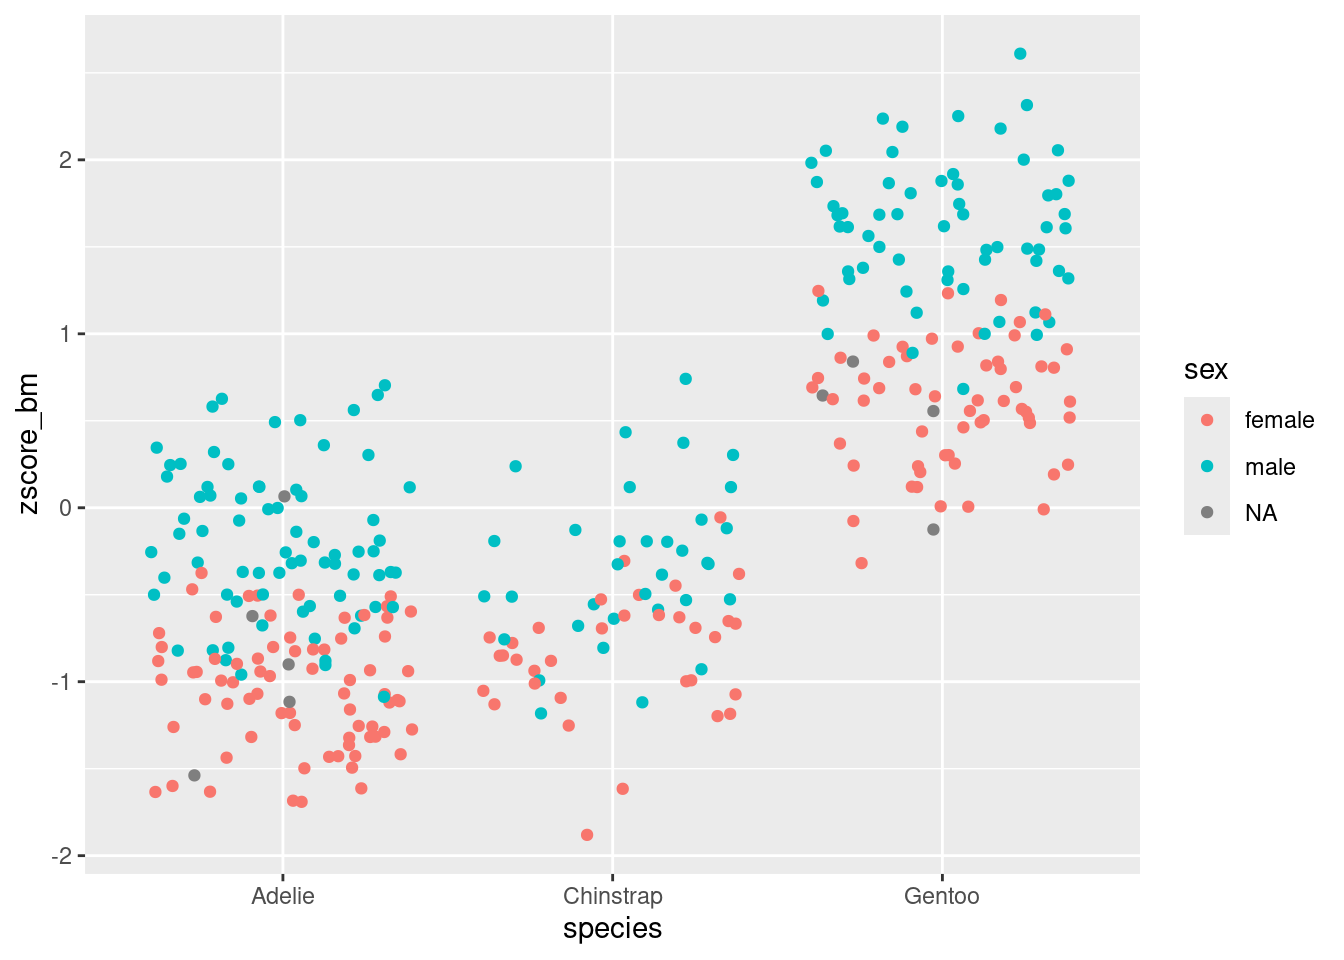 zscore_bm
2
1
0
-1
-2
Adelie
Chinstrap
Gentoo
species
sex
female
male
NA